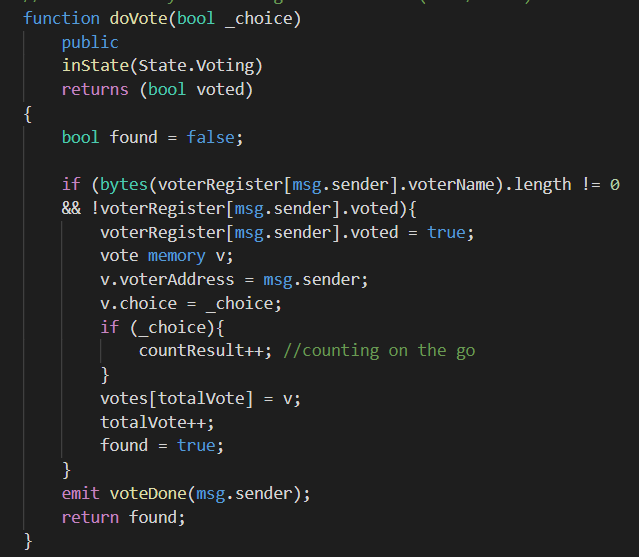 function doVote(bool _choice)
    public
    inState(State.Voting)
    returns (bool voted)
{
    bool found = false;

    if (bytes(voterRegister[msg.sender].voterName).length != 0
    && !voterRegister[msg.sender].voted){
        voterRegister[msg.sender].voted = true;
        vote memory v;
        v.voterAddress = msg.sender;
        v.choice = _choice;
        if (_choice){
            countResult++; //counting on the go
        }
        votes[totalVote] = v;
        totalVote++;
        found = true;
    }
    emit voteDone(msg.sender);
    return found;
}